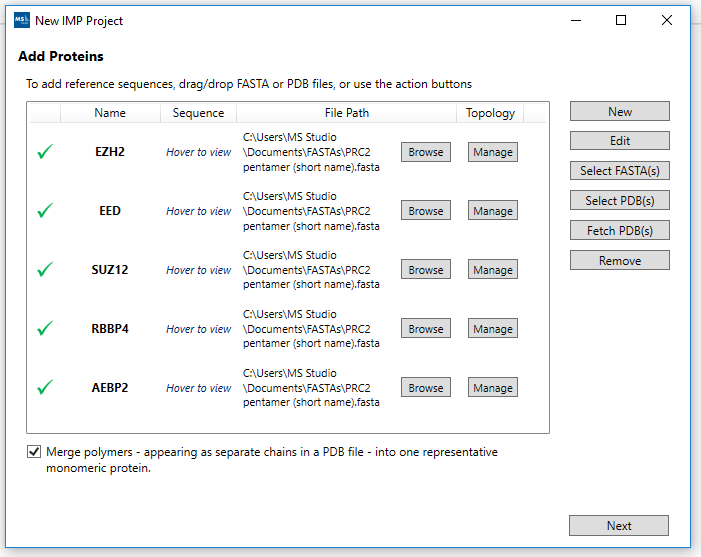 MS
New IMP Project
Add Proteins
To add reference sequences, drag/drop FASTA or PDB files, or use the action buttons
Name Sequence File Path Topology
EZH2 Hover to view C:\Users\MS Studio
\Documents\FASTAs\PRC2
pentamer (short name).fasta Browse Manage
EED Hover to view C:\Users\MS Studio
\Documents\FASTAs\PRC2
pentamer (short name).fasta Browse Manage
SUZ12 Hover to view C:\Users\MS Studio
\Documents\FASTAs\PRC2
pentamer (short name).fasta Browse Manage
RBBP4 Hover to view C:\Users\MS Studio
\Documents\FASTAs\PRC2
pentamer (short name).fasta Browse Manage
AEBP2 Hover to view C:\Users\MS Studio
\Documents\FASTAs\PRC2
pentamer (short name).fasta Browse Manage
New
Edit
Select FASTA(s)
Select PDB(s)
Fetch PDB(s)
Remove
Merge polymers - appearing as separate chains in a PDB file - into one representative
monomeric protein.
Next